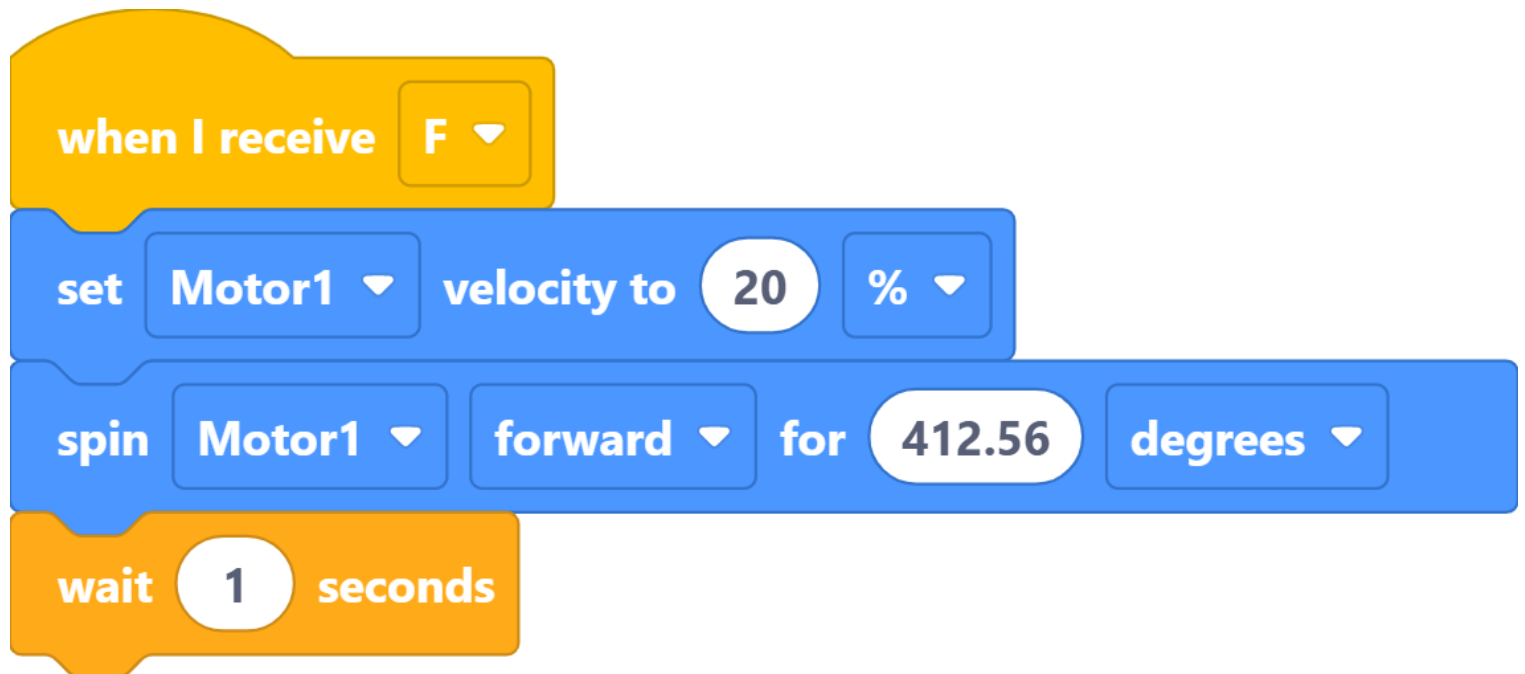 when I receive F
set Motor1 velocity to 20 %
spin Motor1 forward for 412.56 degrees
wait 1 seconds